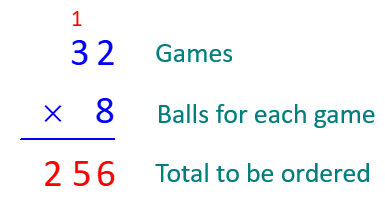 1
32 Games
× 8 Balls for each game
256 Total to be ordered